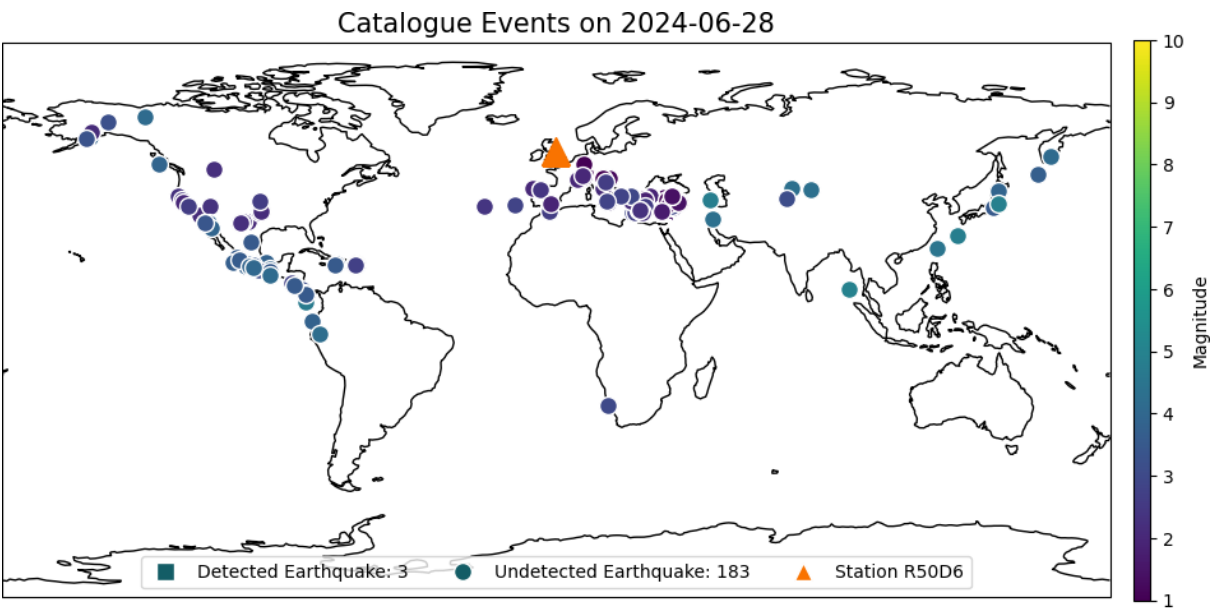 Catalogue Events on 2024-06-28
10
9
8
7
6
5
4
3
2
1
Magnitude
Detected Earthquake: 3
Undetected Earthquake: 183
Station R50D6